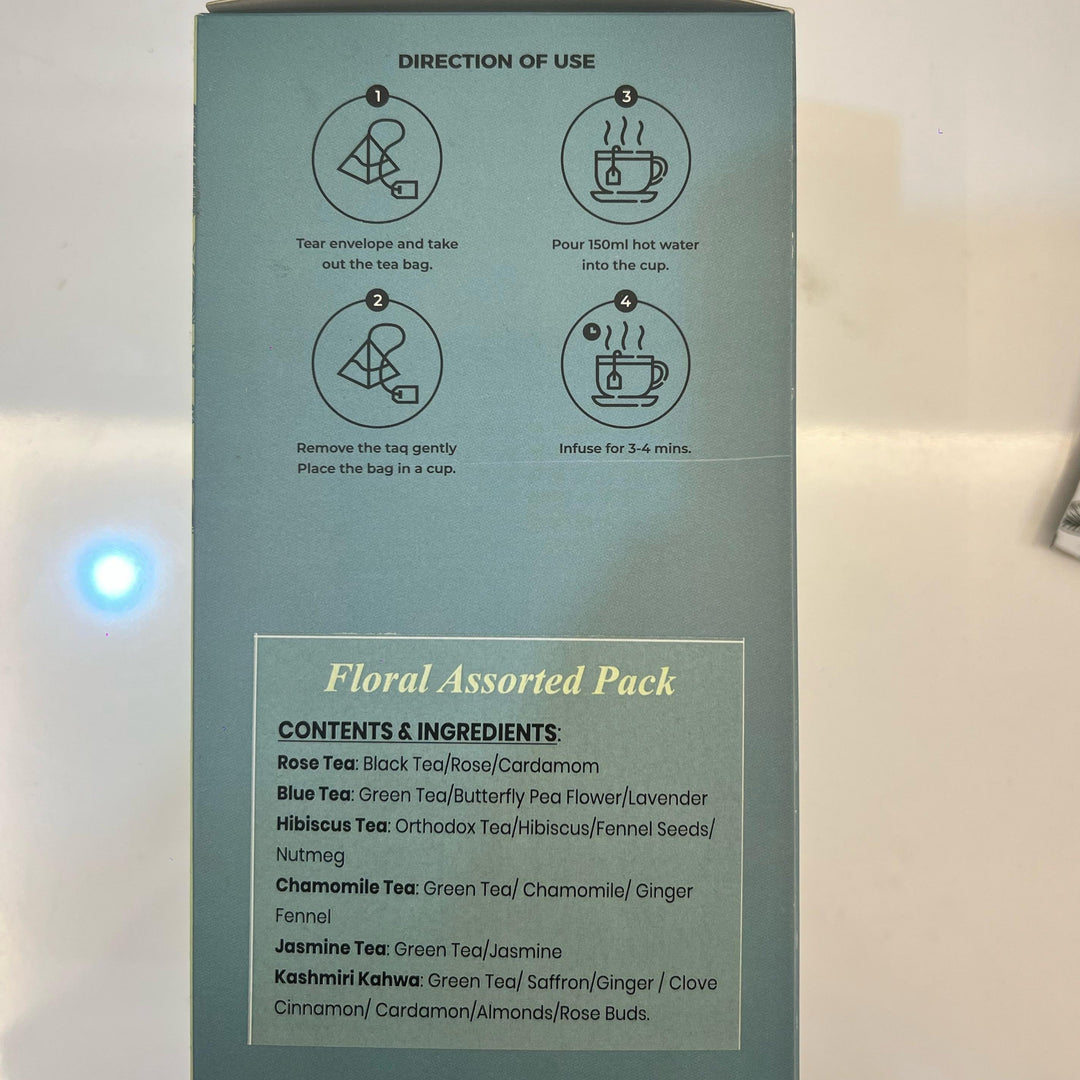 DIRECTION OF USE
1
Tear envelope and take
out the tea bag.
2
Remove the taq gently
Place the bag in a cup.
3
Pour 150ml hot water
into the cup.
4
Infuse for 3-4 mins.
Floral Assorted Pack
CONTENTS & INGREDIENTS:
Rose Tea: Black Tea/Rose/Cardamom
Blue Tea: Green Tea/Butterfly Pea Flower/Lavender
Hibiscus Tea: Orthodox Tea/Hibiscus/Fennel Seeds/
Nutmeg
Chamomile Tea: Green Tea/ Chamomile/ Ginger
Fennel
Jasmine Tea: Green Tea/Jasmine
Kashmiri Kahwa: Green Tea/ Saffron/Ginger / Clove
Cinnamon/ Cardamon/Almonds/Rose Buds.